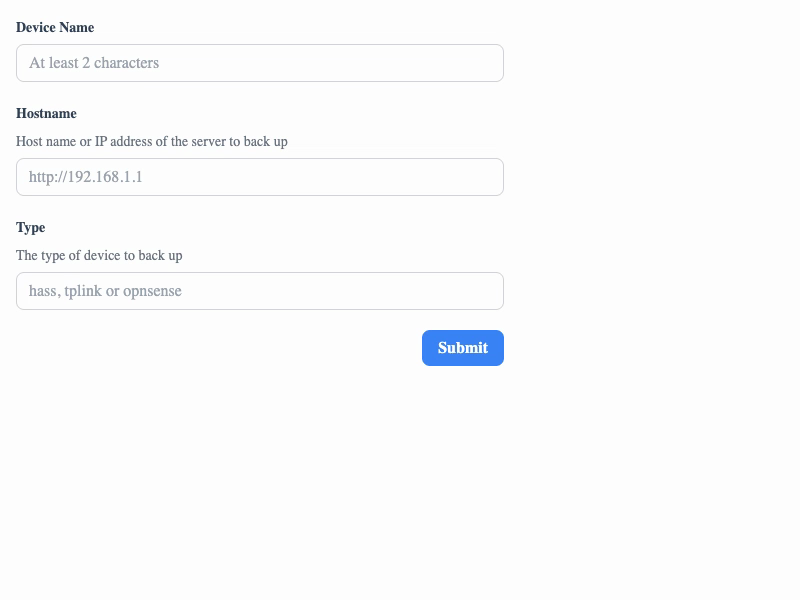 Device Name
At least 2 characters
Hostname
Host name or IP address of the server to back up
http://192.168.1.1
Type
The type of device to back up
hass, tplink or opnsense
Submit